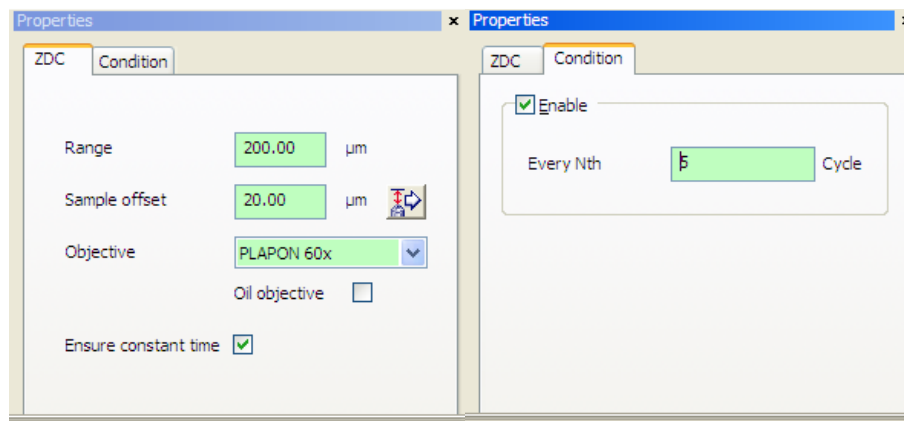 Properties
ZDC Condition
Range 200.00 µm
Sample offset 20.00 µm
Objective PLAPON 60x
Oil objective
Ensure constant time
Properties
ZDC Condition
Enable
Every Nth 5 Cycle